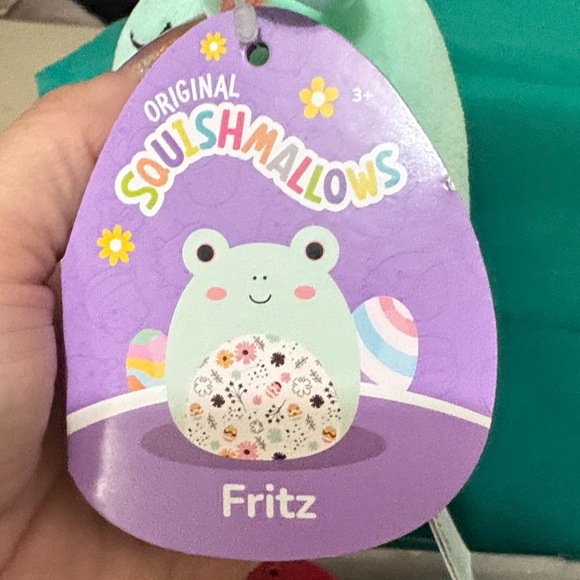 ORIGINAL
SQUISHMALLOWS
3+
Fritz